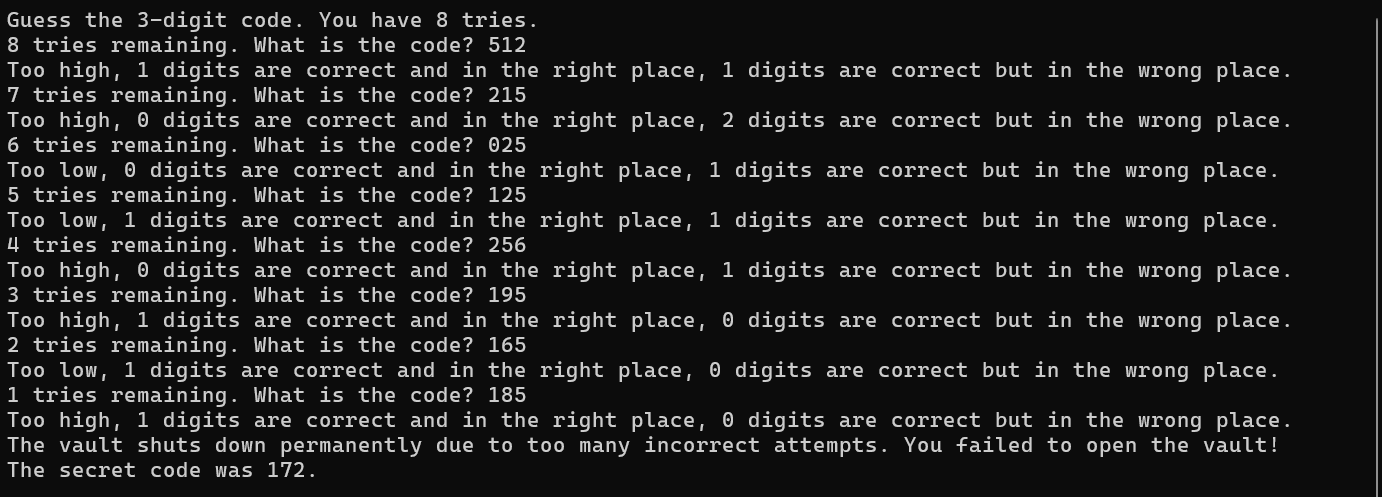 Guess the 3-digit code. You have 8 tries.
8 tries remaining. What is the code? 512
Too high, 1 digits are correct and in the right place, 1 digits are correct but in the wrong place.
7 tries remaining. What is the code? 215
Too high, 0 digits are correct and in the right place, 2 digits are correct but in the wrong place.
6 tries remaining. What is the code? 025
Too low, 0 digits are correct and in the right place, 1 digits are correct but in the wrong place.
5 tries remaining. What is the code? 125
Too low, 1 digits are correct and in the right place, 1 digits are correct but in the wrong place.
4 tries remaining. What is the code? 256
Too high, 0 digits are correct and in the right place, 1 digits are correct but in the wrong place.
3 tries remaining. What is the code? 195
Too high, 1 digits are correct and in the right place, 0 digits are correct but in the wrong place.
2 tries remaining. What is the code? 165
Too low, 1 digits are correct and in the right place, 0 digits are correct but in the wrong place.
1 tries remaining. What is the code? 185
Too high, 1 digits are correct and in the right place, 0 digits are correct but in the wrong place.
The vault shuts down permanently due to too many incorrect attempts. You failed to open the vault!
The secret code was 172.